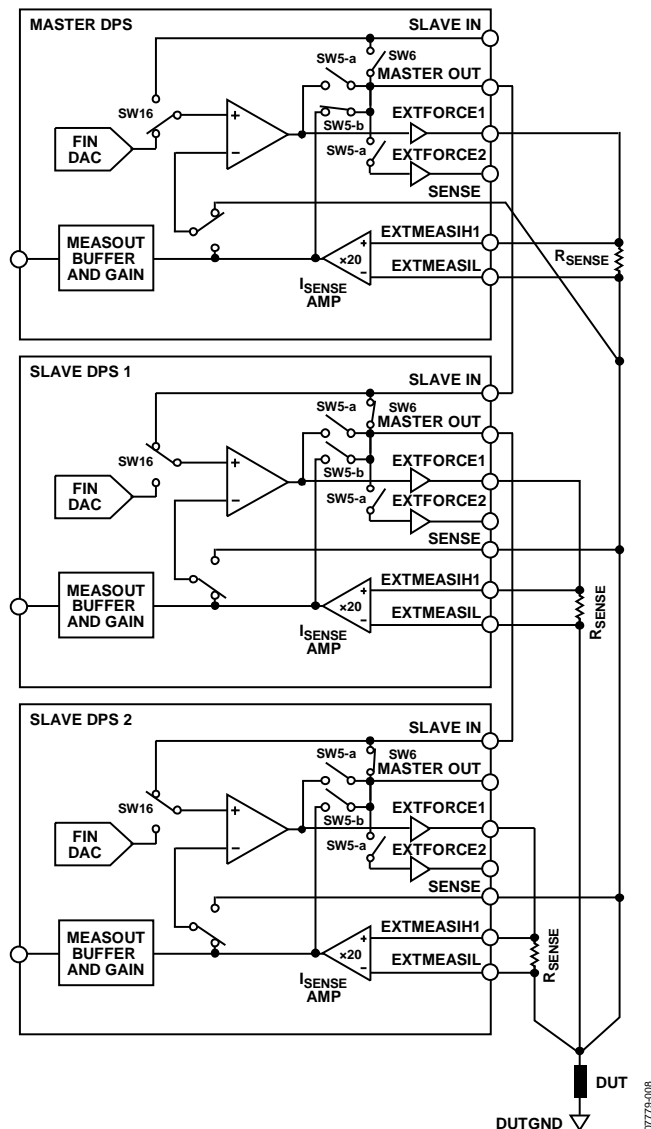 MASTER DPS
SLAVE IN
SW5-a
SW6
MASTER OUT
SW16
SW5-b
EXTFORCE1
FIN
DAC
SW5-a
EXTFORCE2
SENSE
MEASOUT
BUFFER
AND GAIN
+
−
×20
EXTMEASIH1
EXTMEASIL
ISENSE
AMP
RSENSE
SLAVE DPS 1
SLAVE IN
SW5-a
SW6
MASTER OUT
SW16
SW5-b
EXTFORCE1
FIN
DAC
SW5-a
EXTFORCE2
SENSE
MEASOUT
BUFFER
AND GAIN
+
−
×20
EXTMEASIH1
EXTMEASIL
ISENSE
AMP
RSENSE
SLAVE DPS 2
SLAVE IN
SW5-a
SW6
MASTER OUT
SW16
SW5-b
EXTFORCE1
FIN
DAC
SW5-a
EXTFORCE2
SENSE
MEASOUT
BUFFER
AND GAIN
+
−
×20
EXTMEASIH1
EXTMEASIL
ISENSE
AMP
RSENSE
DUT
DUTGND
07779-008